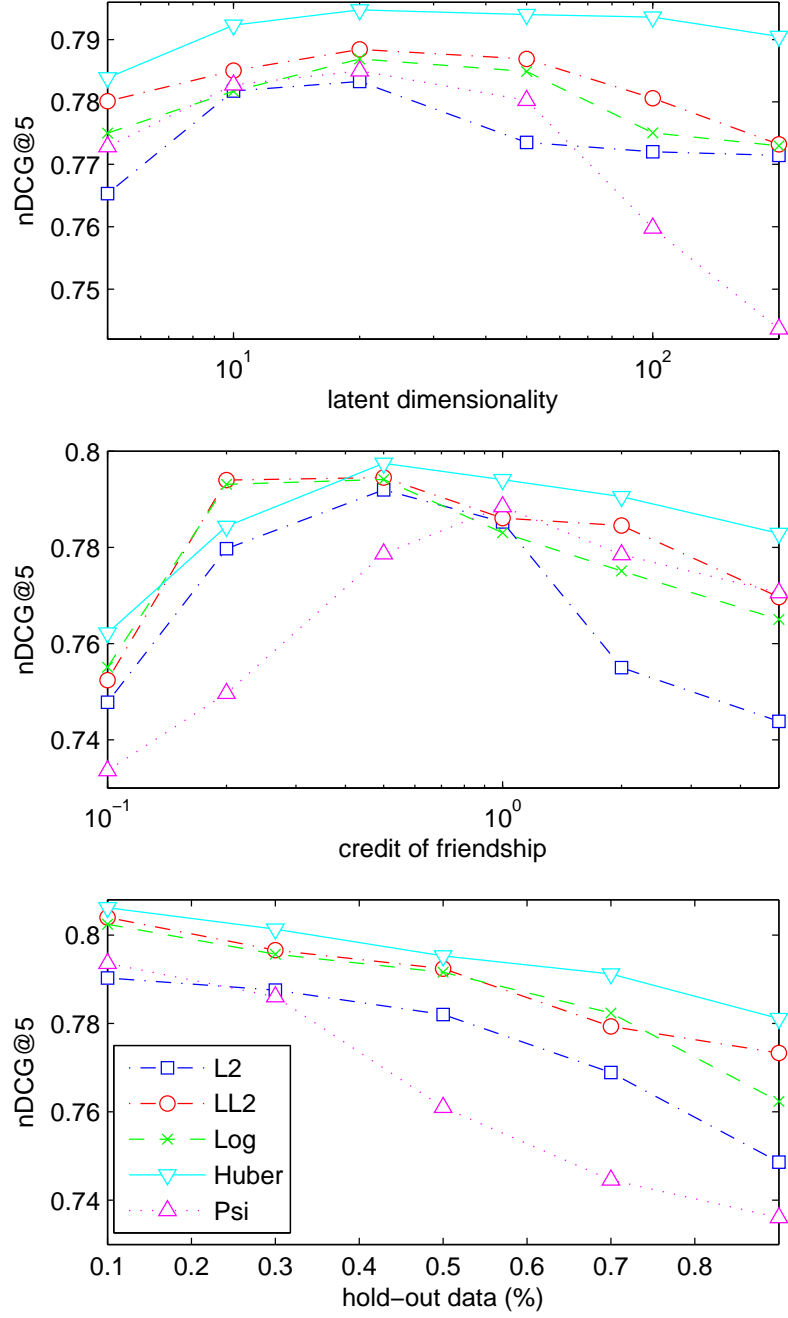 0.79
0.78
0.77
0.76
0.75
nDCG@5
10^1
10^2
latent dimensionality
0.8
0.78
0.76
0.74
nDCG@5
10^−1
10^0
credit of friendship
0.8
0.78
0.76
0.74
nDCG@5
L2
LL2
Log
Huber
Psi
0.1 0.2 0.3 0.4 0.5 0.6 0.7 0.8
hold−out data (%)